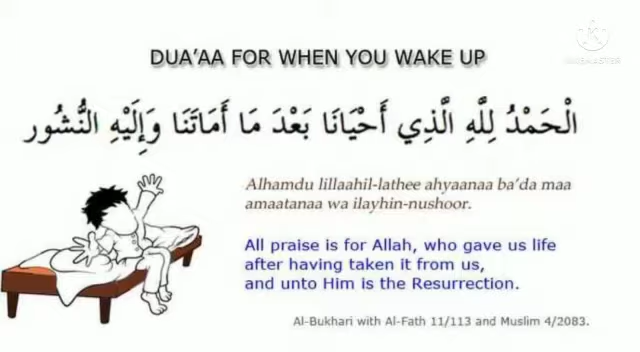 DUA'AA FOR WHEN YOU WAKE UP
الْحَمْدُ لِلَّهِ الَّذِي أَحْيَانَا بَعْدَ مَا أَمَاتَنَا وَإِلَيْهِ النُّشُور
Alhamdu lillaahil-lathee ahyaanaa ba'da maa
amaatanaa wa ilayhin-nushoor.
All praise is for Allah, who gave us life
after having taken it from us,
and unto Him is the Resurrection.
Al-Bukhari with Al-Fath 11/113 and Muslim 4/2083.